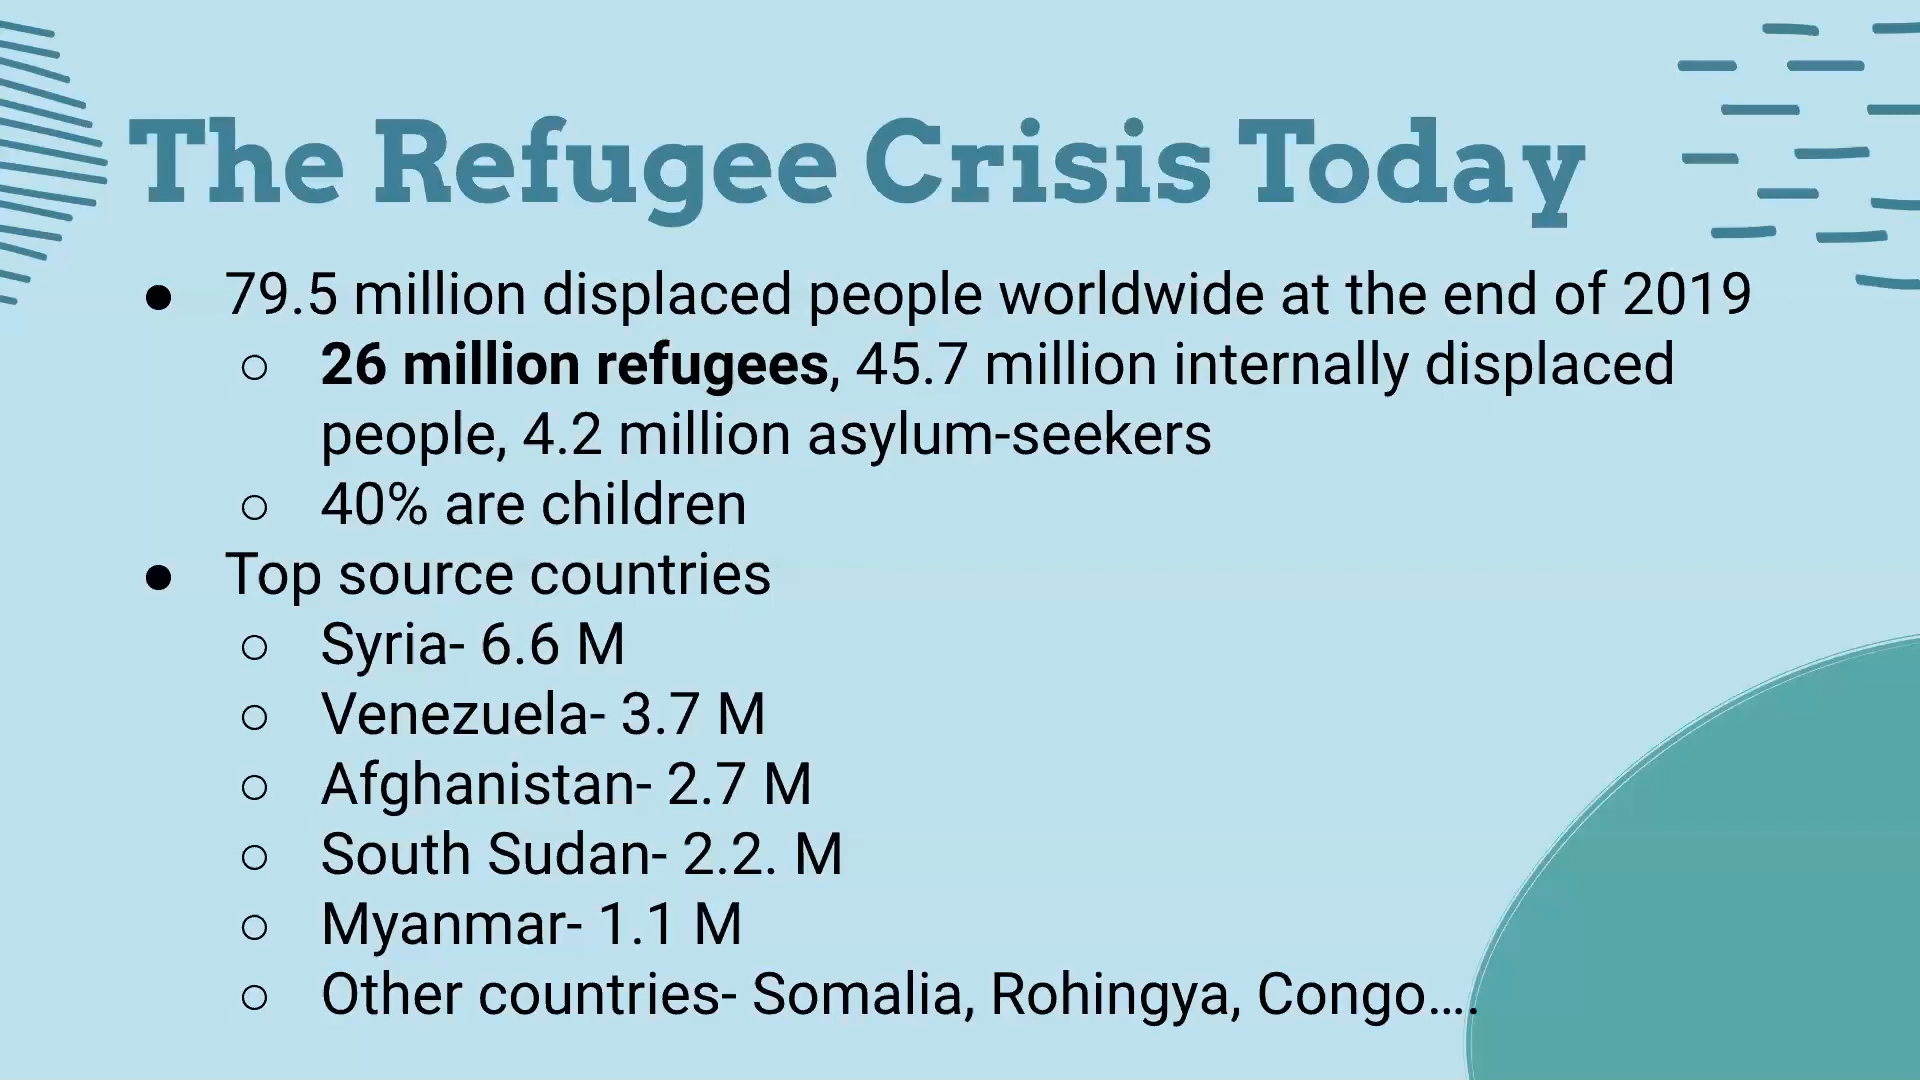 The Refugee Crisis Today
● 79.5 million displaced people worldwide at the end of 2019
○ 26 million refugees, 45.7 million internally displaced
people, 4.2 million asylum-seekers
○ 40% are children
● Top source countries
○ Syria- 6.6 M
○ Venezuela- 3.7 M
○ Afghanistan- 2.7 M
○ South Sudan- 2.2. M
○ Myanmar- 1.1 M
○ Other countries- Somalia, Rohingya, Congo....